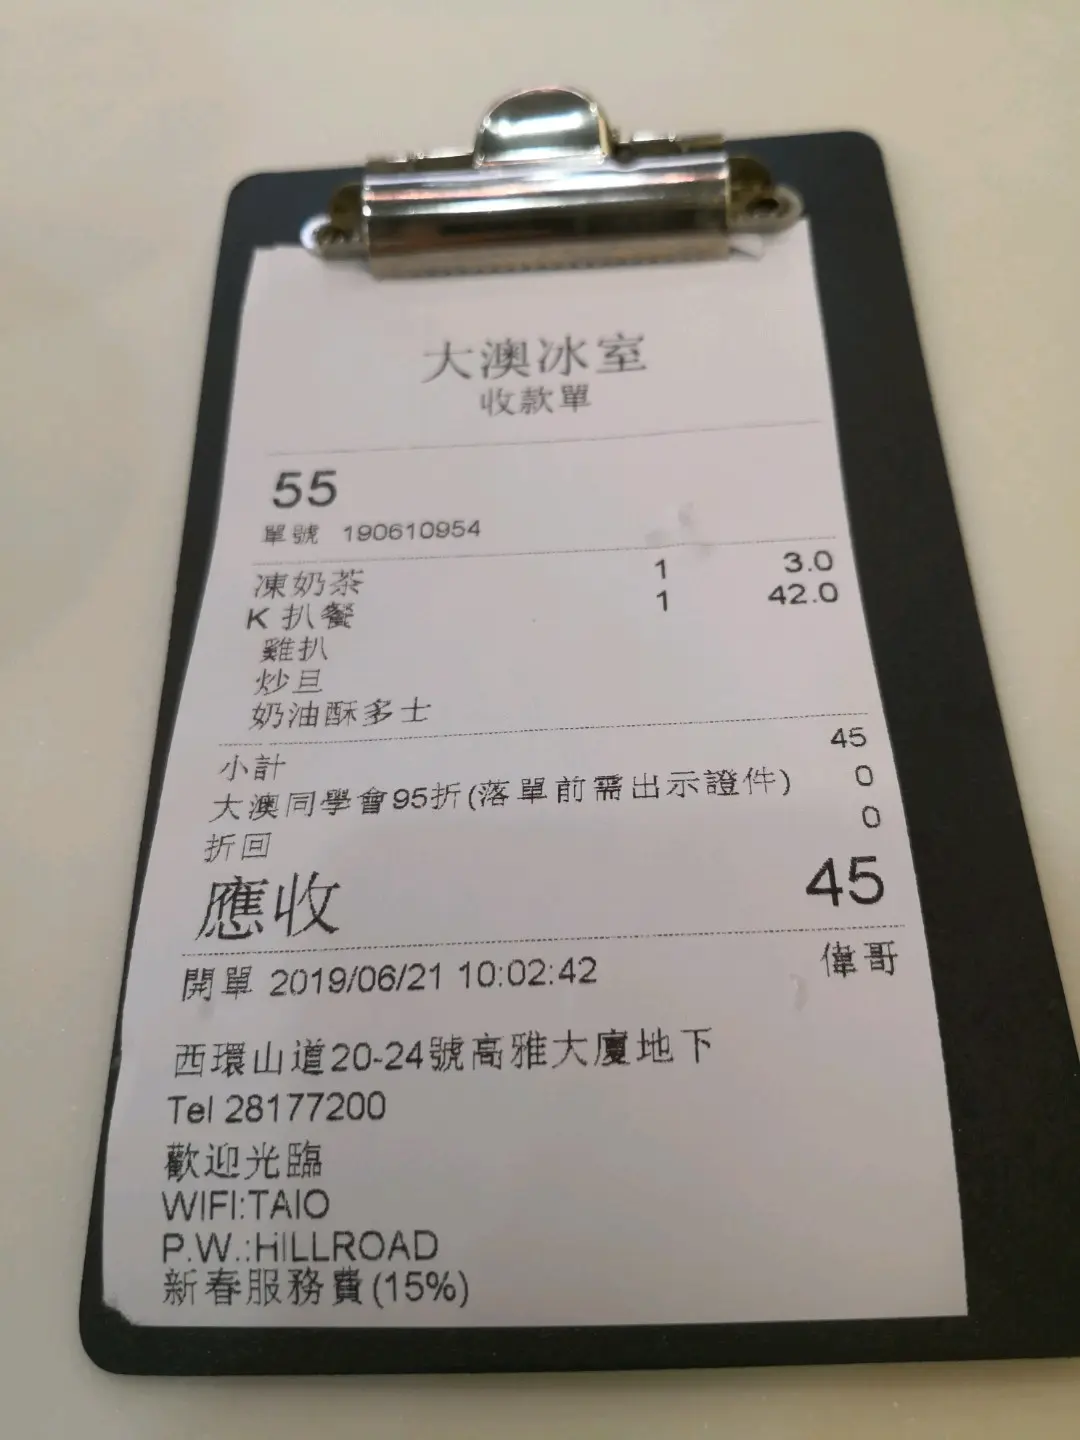 大澳冰室
收款單
55
單號 190610954
凍奶茶 1 3.0
K 扒餐 1 42.0
雞扒
炒旦
奶油酥多士
小計 45
大澳同學會95折(落單前需出示證件) 0
折回 0
應收 45
開單 2019/06/21 10:02:42 偉哥
西環山道20-24號高雅大廈地下
Tel 28177200
歡迎光臨
WIFI:TAIO
P.W.:HILLROAD
新春服務費(15%)